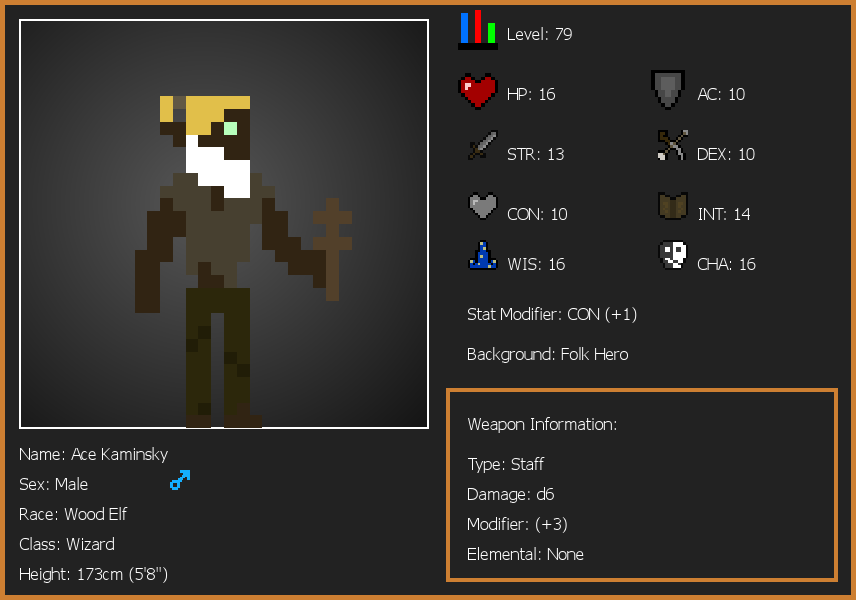 Level: 79
HP: 16
AC: 10
STR: 13
DEX: 10
CON: 10
INT: 14
WIS: 16
CHA: 16
Stat Modifier: CON (+1)
Background: Folk Hero
Weapon Information:
Type: Staff
Damage: d6
Modifier: (+3)
Elemental: None
Name: Ace Kaminsky
Sex: Male
Race: Wood Elf
Class: Wizard
Height: 173cm (5'8")